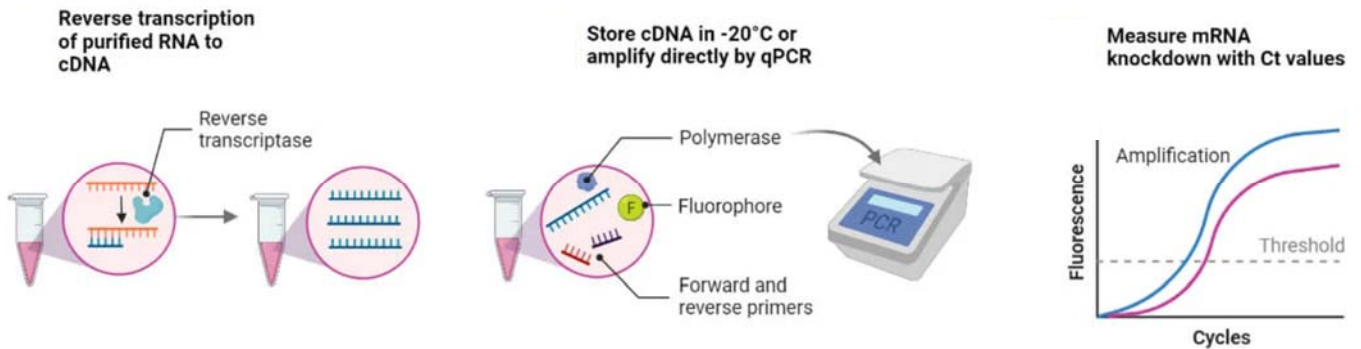 Reverse transcription
of purified RNA to
cDNA
Reverse
transcriptase
Store cDNA in -20°C or
amplify directly by qPCR
Polymerase
F
Fluorophore
PCR
Forward and
reverse primers
Measure mRNA
knockdown with Ct values
Amplification
Threshold
Fluorescence
Cycles